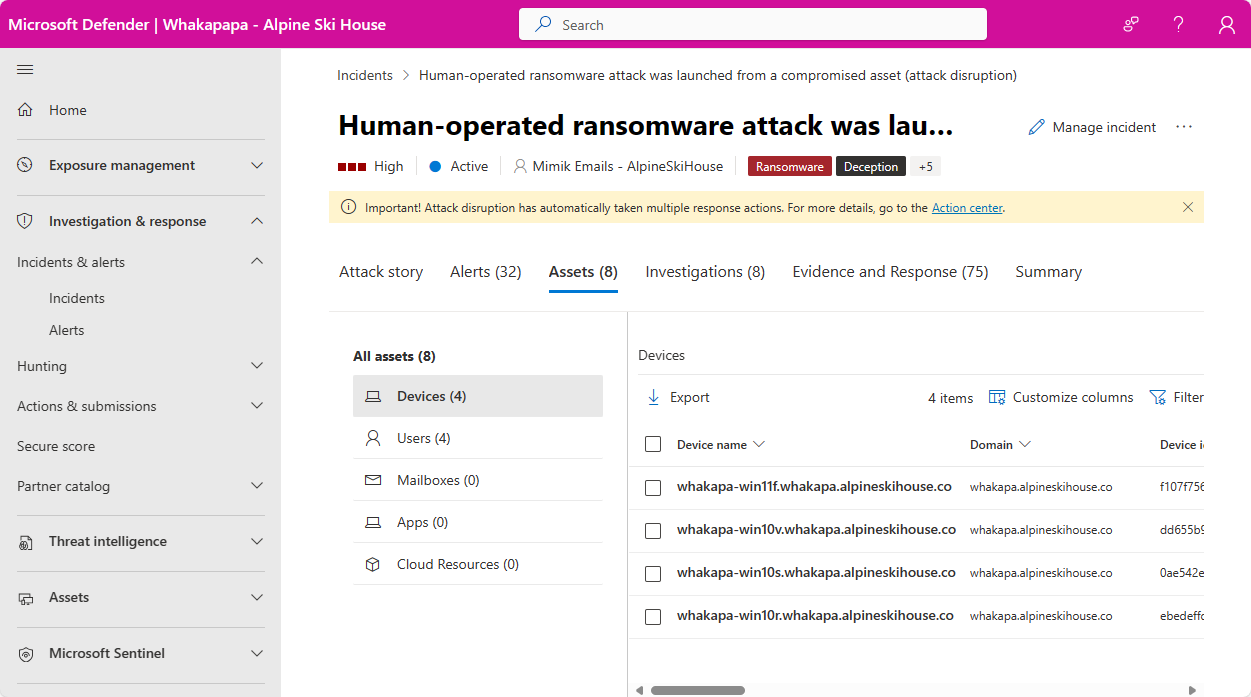 Microsoft Defender | Whakapapa - Alpine Ski House
Search
Home
Exposure management
Investigation & response
Incidents & alerts
Incidents
Alerts
Hunting
Actions & submissions
Secure score
Partner catalog
Threat intelligence
Assets
Microsoft Sentinel
Incidents > Human-operated ransomware attack was launched from a compromised asset (attack disruption)
Human-operated ransomware attack was lau...
Manage incident ...
High Active Mimik Emails - AlpineSkiHouse Ransomware Deception +5
Important! Attack disruption has automatically taken multiple response actions. For more details, go to the Action center.
Attack story Alerts (32) Assets (8) Investigations (8) Evidence and Response (75) Summary
All assets (8)
Devices (4)
Users (4)
Mailboxes (0)
Apps (0)
Cloud Resources (0)
Devices
Export 4 items Customize columns Filter
Device name Domain Device i
whakapa-win11f.whakapa.alpineskihouse.co whakapa.alpineskihouse.co f107f756
whakapa-win10v.whakapa.alpineskihouse.co whakapa.alpineskihouse.co dd655b9
whakapa-win10s.whakapa.alpineskihouse.co whakapa.alpineskihouse.co 0ae542e
whakapa-win10r.whakapa.alpineskihouse.co whakapa.alpineskihouse.co ebedeffc